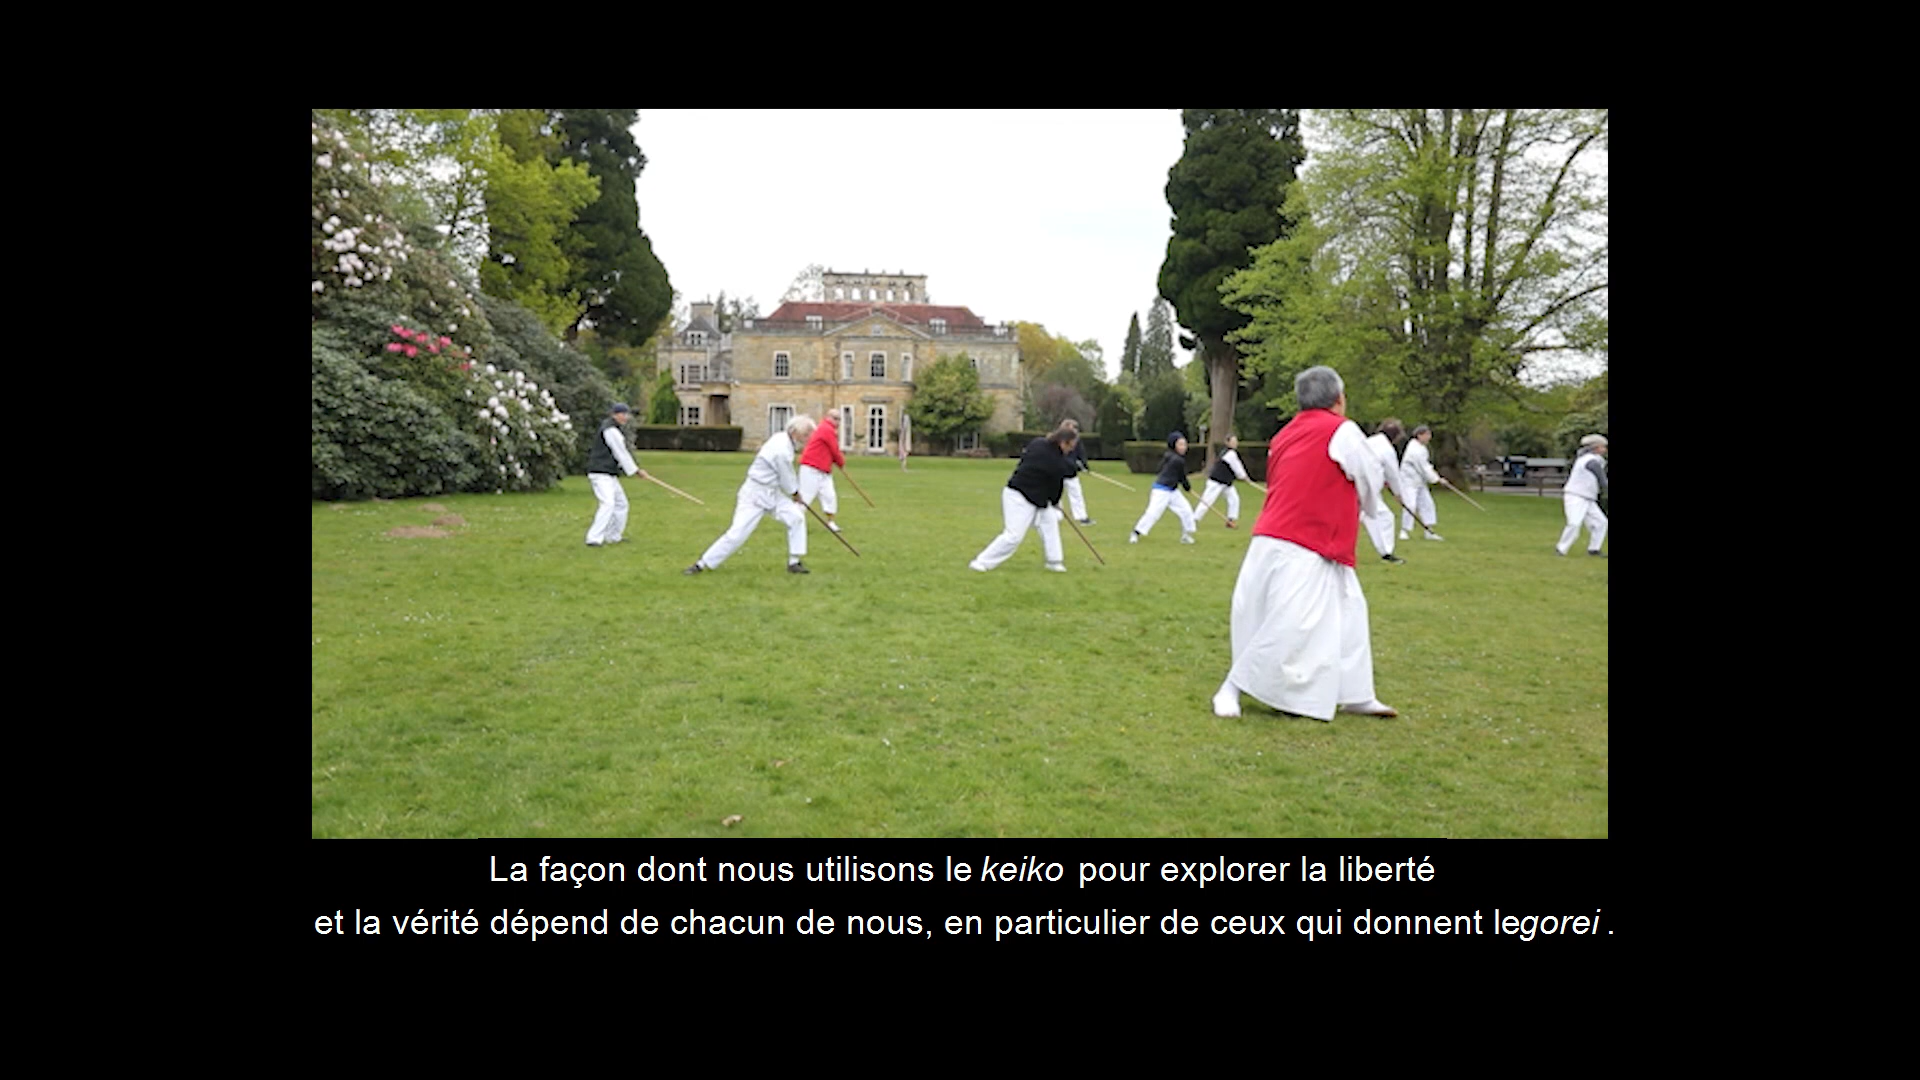 La façon dont nous utilisons le keiko pour explorer la liberté
et la vérité dépend de chacun de nous, en particulier de ceux qui donnent legorei .